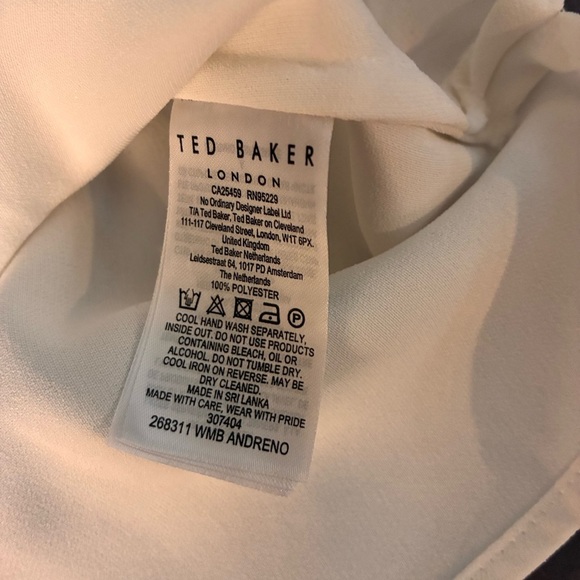 TED BAKER
LONDON
CA25459 RN95229
No Ordinary Designer Label Ltd
T/A Ted Baker, Ted Baker on Cleveland
111-117 Cleveland Street, London, W1T 6PX.
United Kingdom
Ted Baker Netherlands
Leidsestraat 64, 1017 PD Amsterdam
The Netherlands
100% POLYESTER
P
COOL HAND WASH SEPARATELY,
INSIDE OUT. DO NOT USE PRODUCTS
CONTAINING BLEACH, OIL OR
ALCOHOL. DO NOT TUMBLE DRY.
COOL IRON ON REVERSE. MAY BE
DRY CLEANED.
MADE IN SRI LANKA
MADE WITH CARE, WEAR WITH PRIDE
307404
268311 WMB ANDRENO